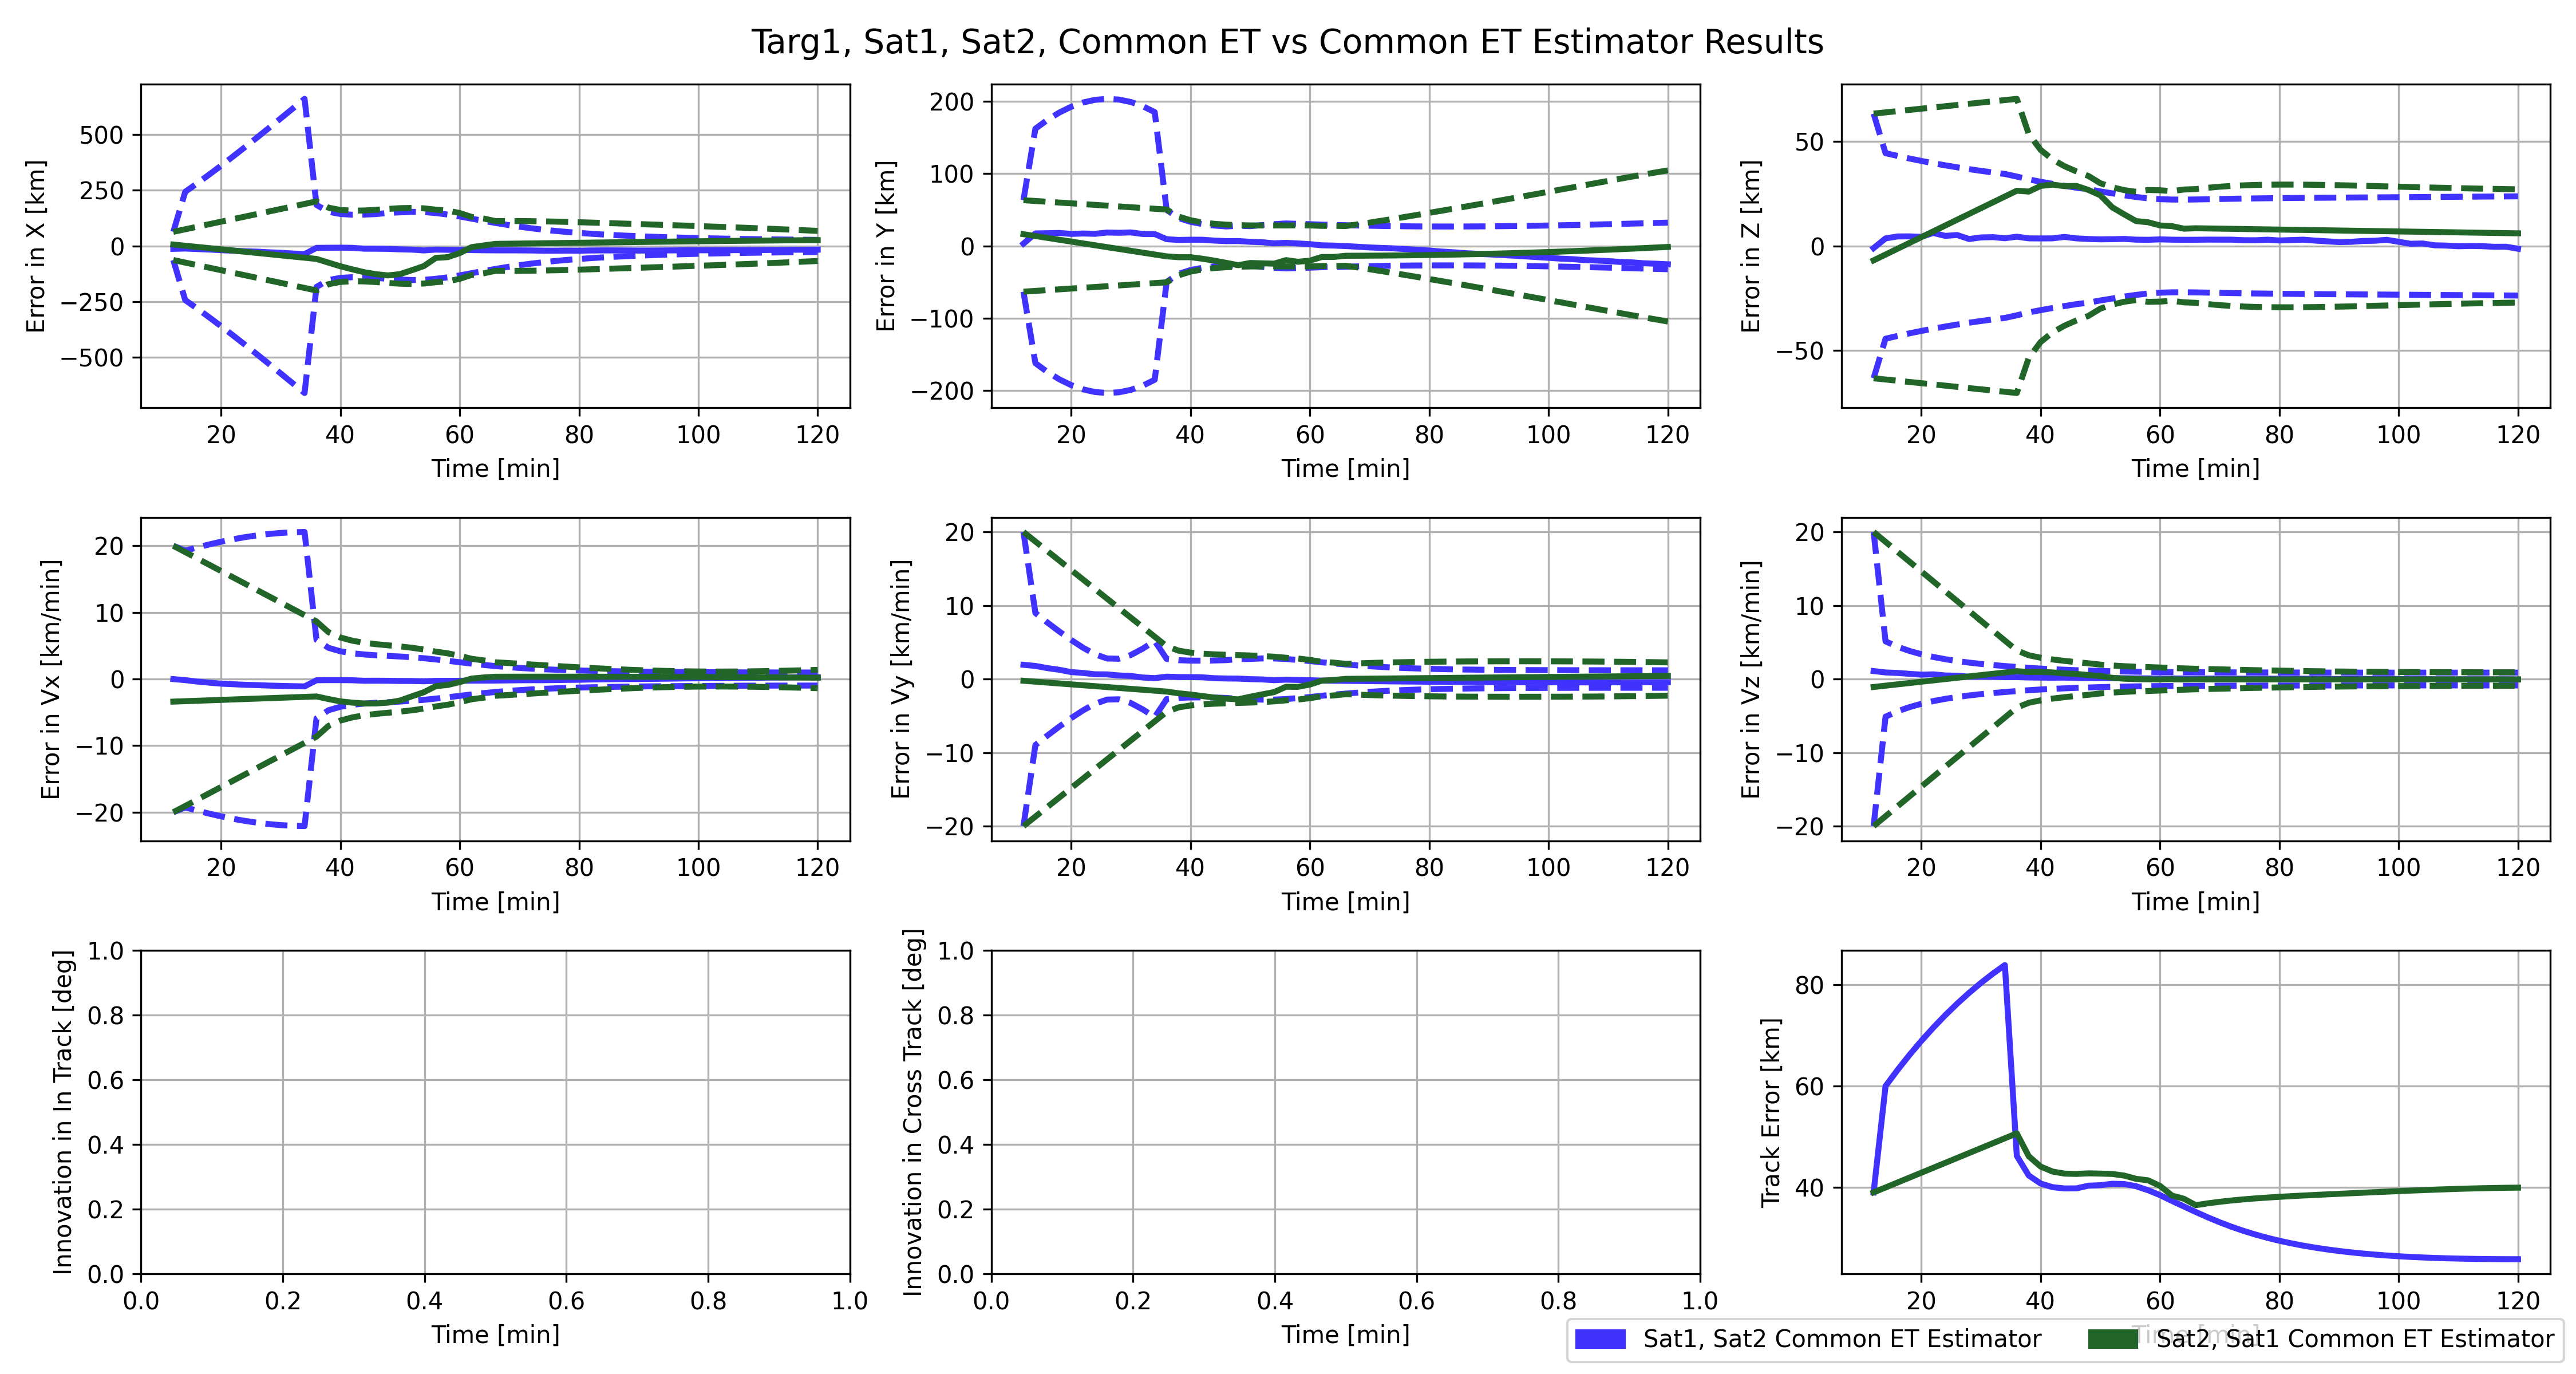 Targ1, Sat1, Sat2, Common ET vs Common ET Estimator Results
Error in X [km]
500
250
0
−250
−500
20 40 60 80 100 120
Time [min]
Error in Y [km]
200
100
0
−100
−200
20 40 60 80 100 120
Time [min]
Error in Z [km]
50
0
−50
20 40 60 80 100 120
Time [min]
Error in Vx [km/min]
20
10
0
−10
−20
20 40 60 80 100 120
Time [min]
Error in Vy [km/min]
20
10
0
−10
−20
20 40 60 80 100 120
Time [min]
Error in Vz [km/min]
20
10
0
−10
−20
20 40 60 80 100 120
Time [min]
Innovation in In Track [deg]
1.0
0.8
0.6
0.4
0.2
0.0
0.0 0.2 0.4 0.6 0.8 1.0
Time [min]
Innovation in Cross Track [deg]
1.0
0.8
0.6
0.4
0.2
0.0
0.0 0.2 0.4 0.6 0.8 1.0
Time [min]
Track Error [km]
80
60
40
20 40 60 80 100 120
Time [min]
Sat1, Sat2 Common ET Estimator
Sat2, Sat1 Common ET Estimator